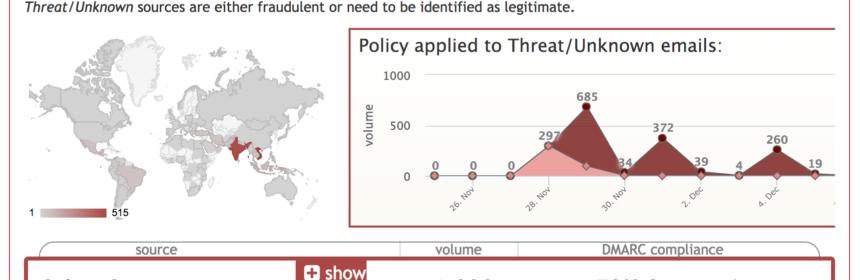 Threat/Unknown sources are either fraudulent or need to be identified as legitimate.
Policy applied to Threat/Unknown emails:
1000
500
0
volume
0 0 0 297 685 34 372 39 4 260 19
26. Nov 28. Nov 30. Nov 2. Dec 4. Dec
1 515
source volume DMARC compliance
show